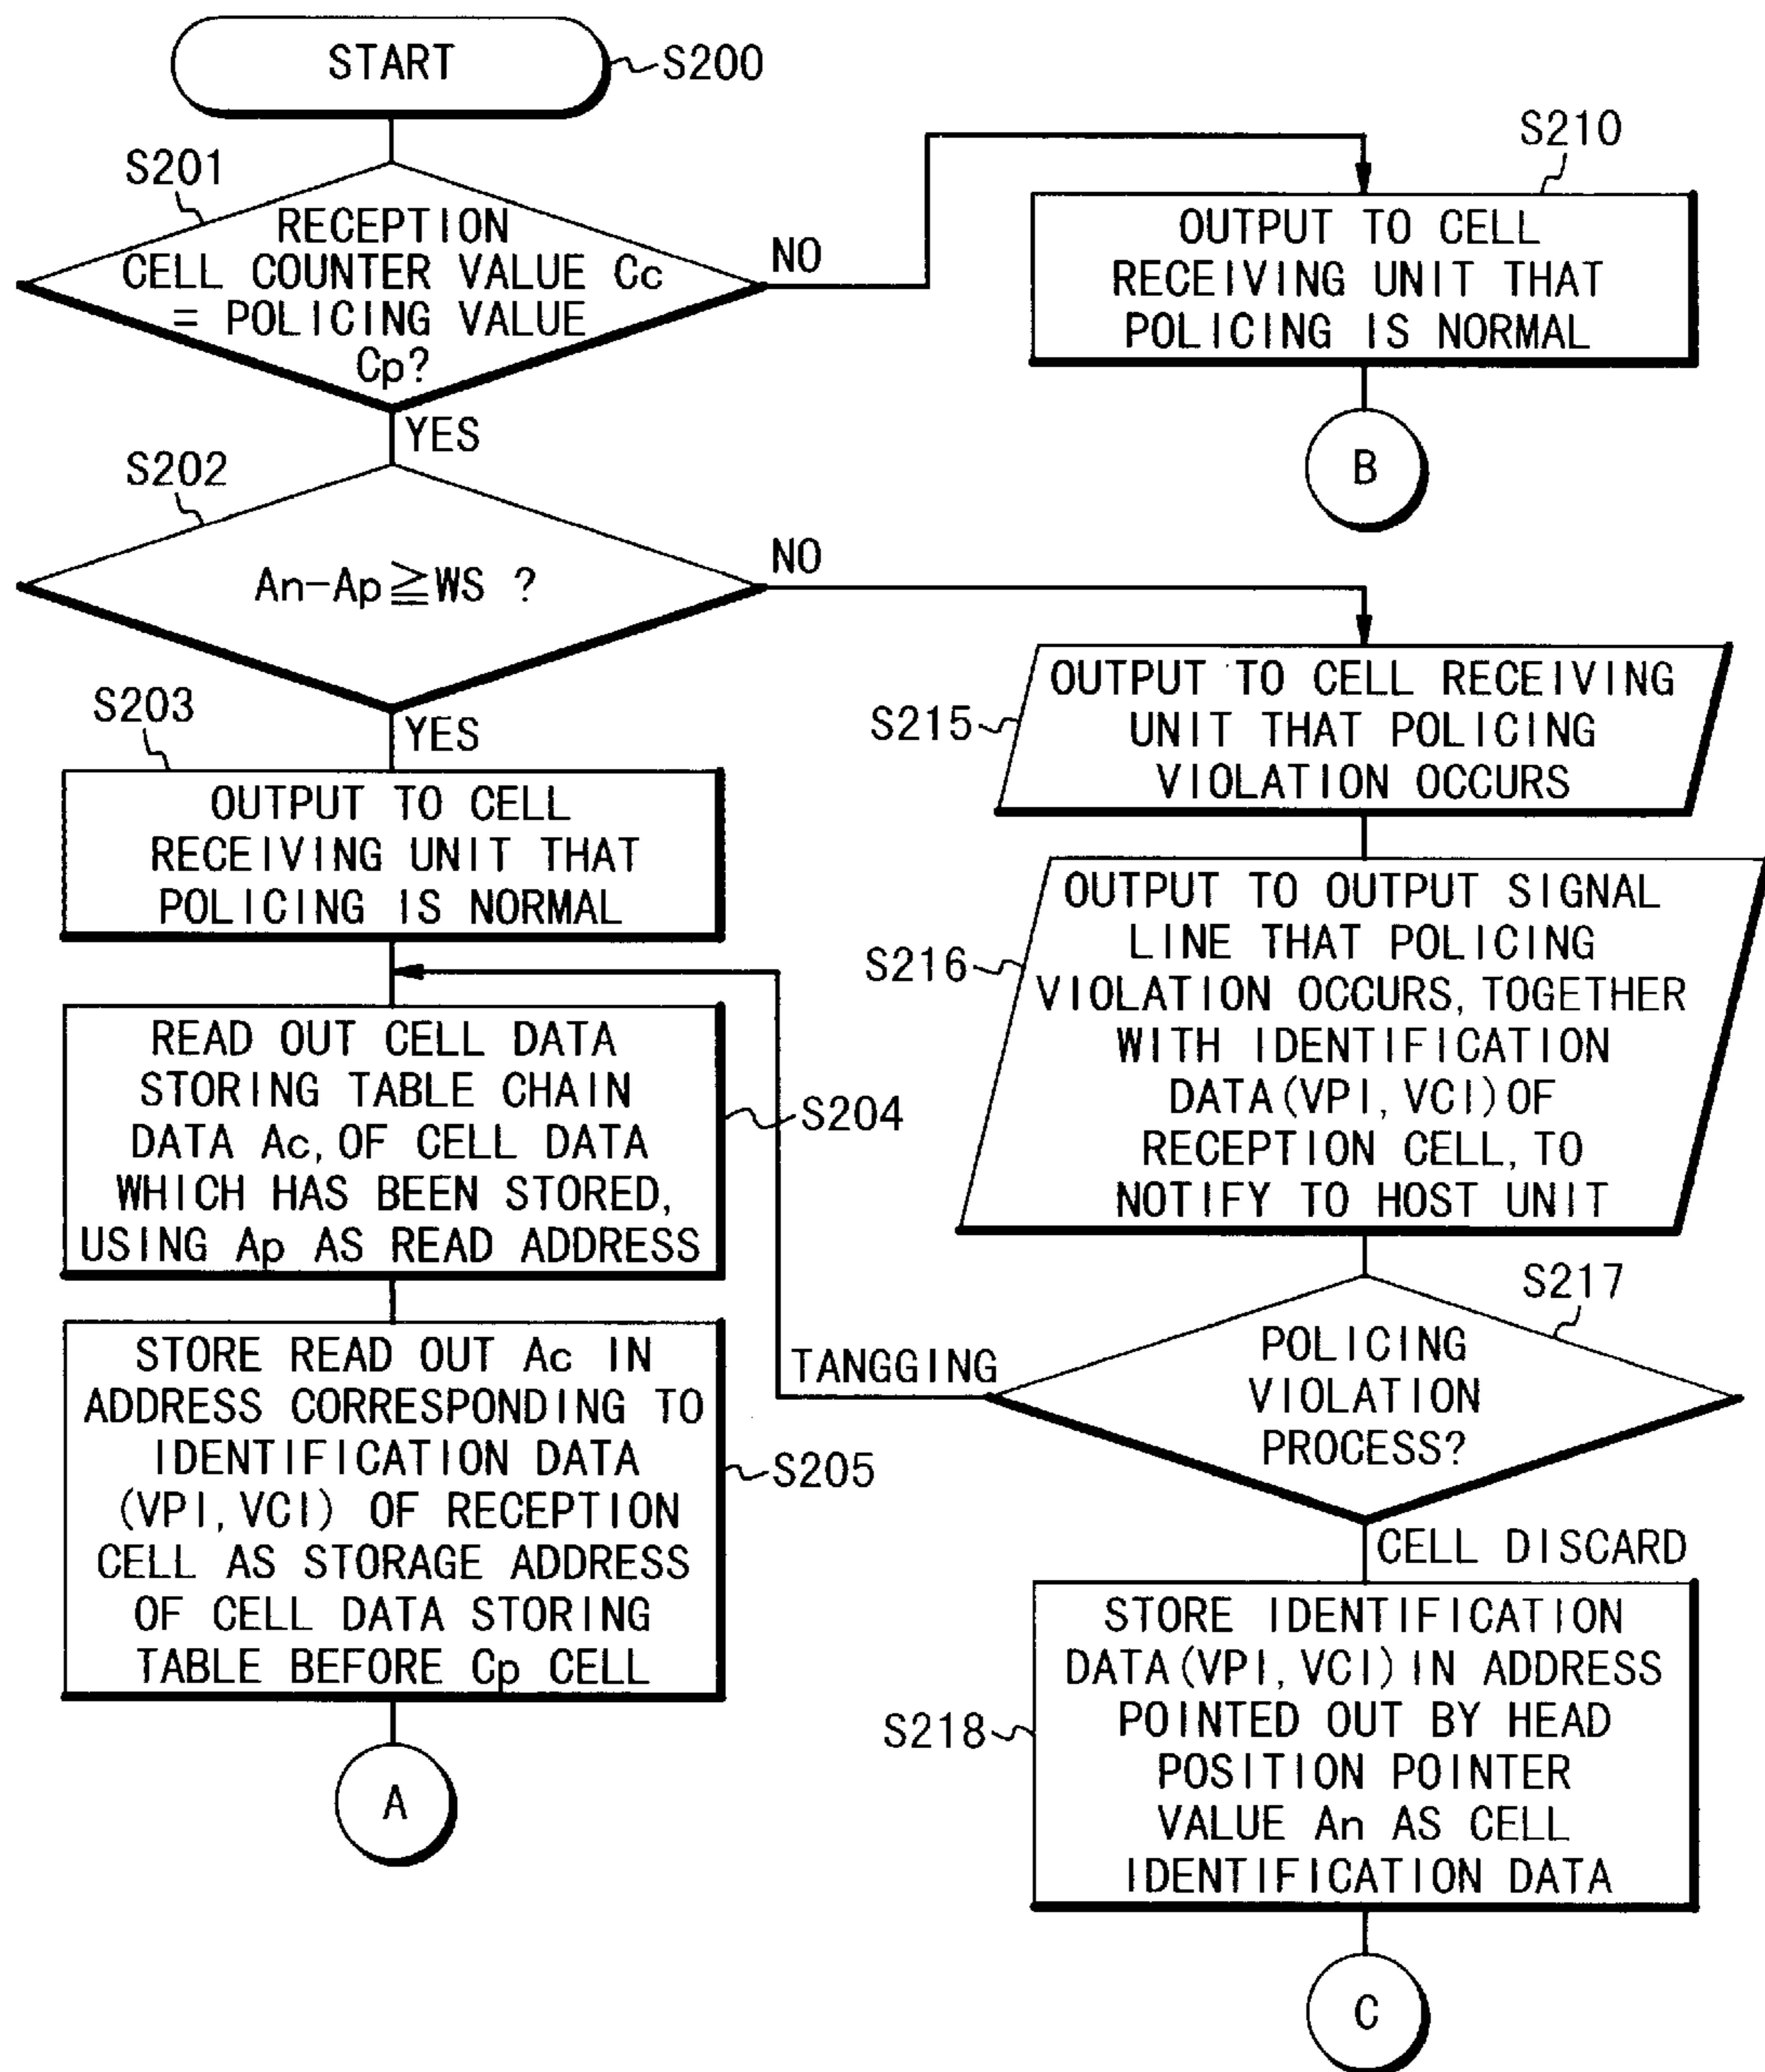 START
S200
S201
RECEPTION
CELL COUNTER VALUE Cc
= POLICING VALUE
Cp?
NO
YES
S210
OUTPUT TO CELL
RECEIVING UNIT THAT
POLICING IS NORMAL
B
S202
An-Ap≧WS ?
NO
YES
S203
OUTPUT TO CELL
RECEIVING UNIT THAT
POLICING IS NORMAL
S204
READ OUT CELL DATA
STORING TABLE CHAIN
DATA Ac, OF CELL DATA
WHICH HAS BEEN STORED,
USING Ap AS READ ADDRESS
S205
STORE READ OUT Ac IN
ADDRESS CORRESPONDING TO
IDENTIFICATION DATA
(VPI, VCI) OF RECEPTION
CELL AS STORAGE ADDRESS
OF CELL DATA STORING
TABLE BEFORE Cp CELL
A
S215
OUTPUT TO CELL RECEIVING
UNIT THAT POLICING
VIOLATION OCCURS
S216
OUTPUT TO OUTPUT SIGNAL
LINE THAT POLICING
VIOLATION OCCURS, TOGETHER
WITH IDENTIFICATION
DATA(VPI, VCI)OF
RECEPTION CELL, TO
NOTIFY TO HOST UNIT
S217
POLICING
VIOLATION
PROCESS?
TANGGING
CELL DISCARD
S218
STORE IDENTIFICATION
DATA(VPI, VCI)IN ADDRESS
POINTED OUT BY HEAD
POSITION POINTER
VALUE An AS CELL
IDENTIFICATION DATA
C